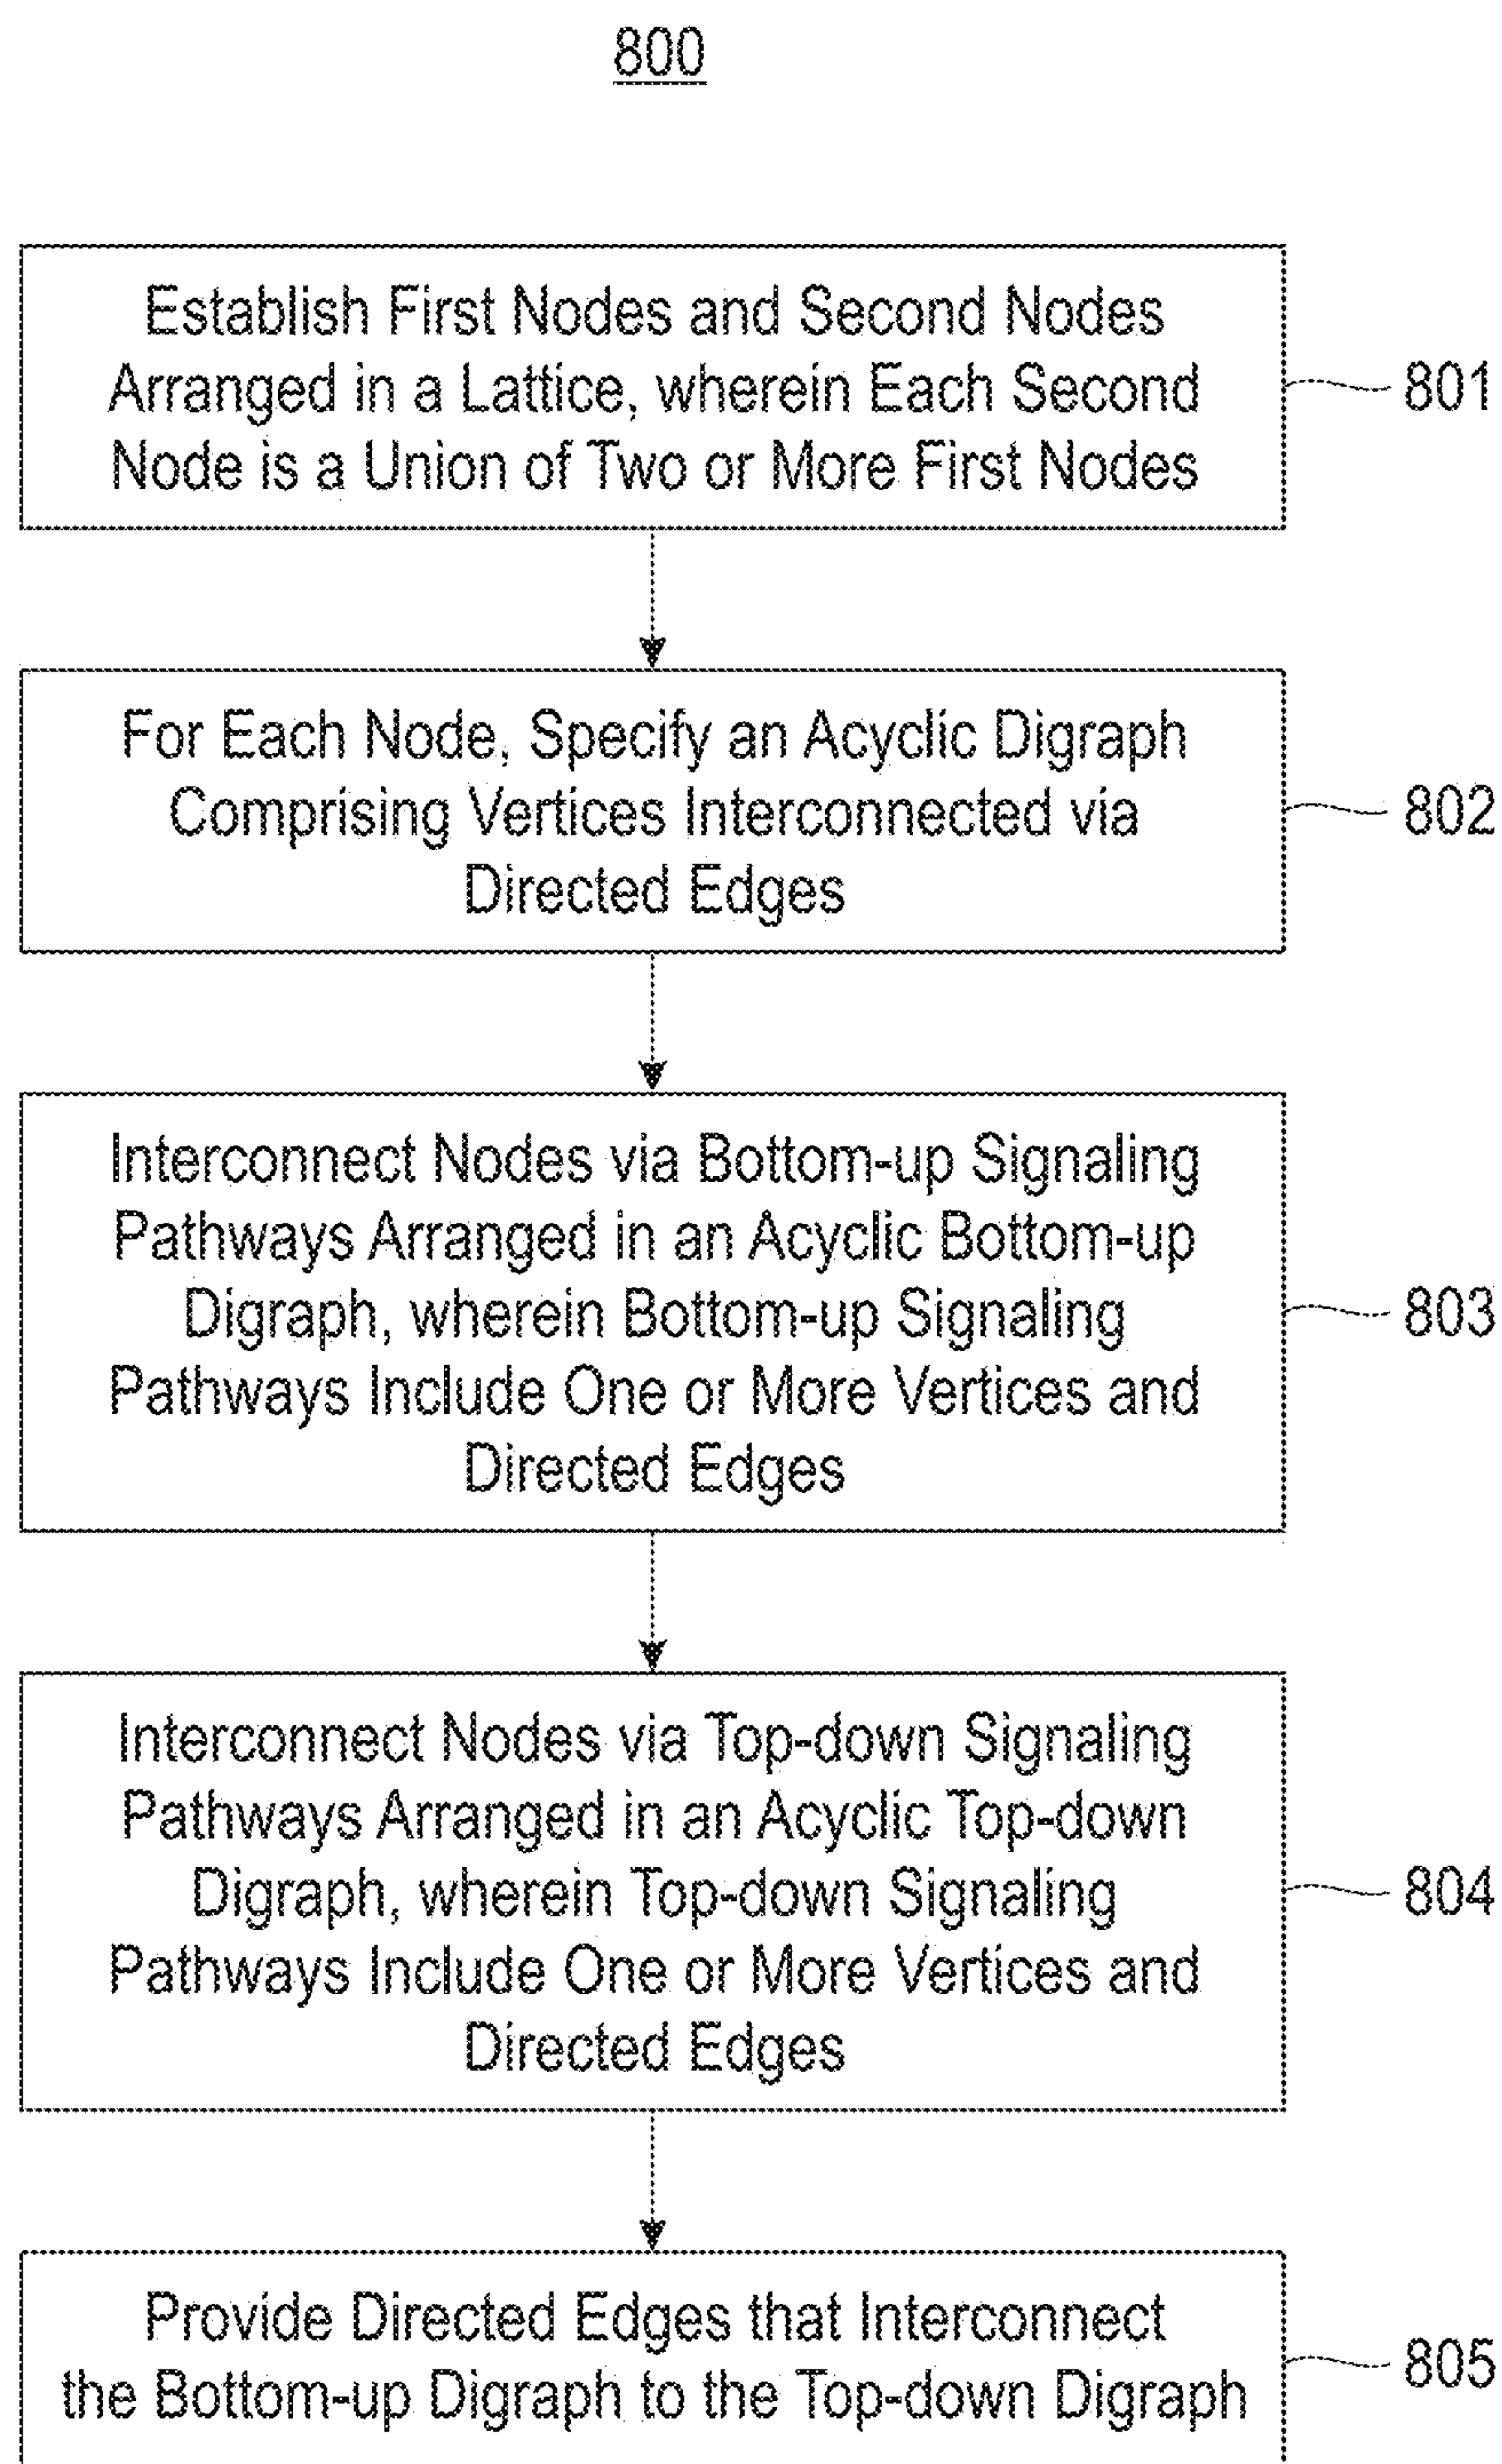 800
Establish First Nodes and Second Nodes
Arranged in a Lattice, wherein Each Second
Node is a Union of Two or More First Nodes
801
For Each Node, Specify an Acyclic Digraph
Comprising Vertices Interconnected via
Directed Edges
802
Interconnect Nodes via Bottom-up Signaling
Pathways Arranged in an Acyclic Bottom-up
Digraph, wherein Bottom-up Signaling
Pathways Include One or More Vertices and
Directed Edges
803
Interconnect Nodes via Top-down Signaling
Pathways Arranged in an Acyclic Top-down
Digraph, wherein Top-down Signaling
Pathways Include One or More Vertices and
Directed Edges
804
Provide Directed Edges that Interconnect
the Bottom-up Digraph to the Top-down Digraph
805